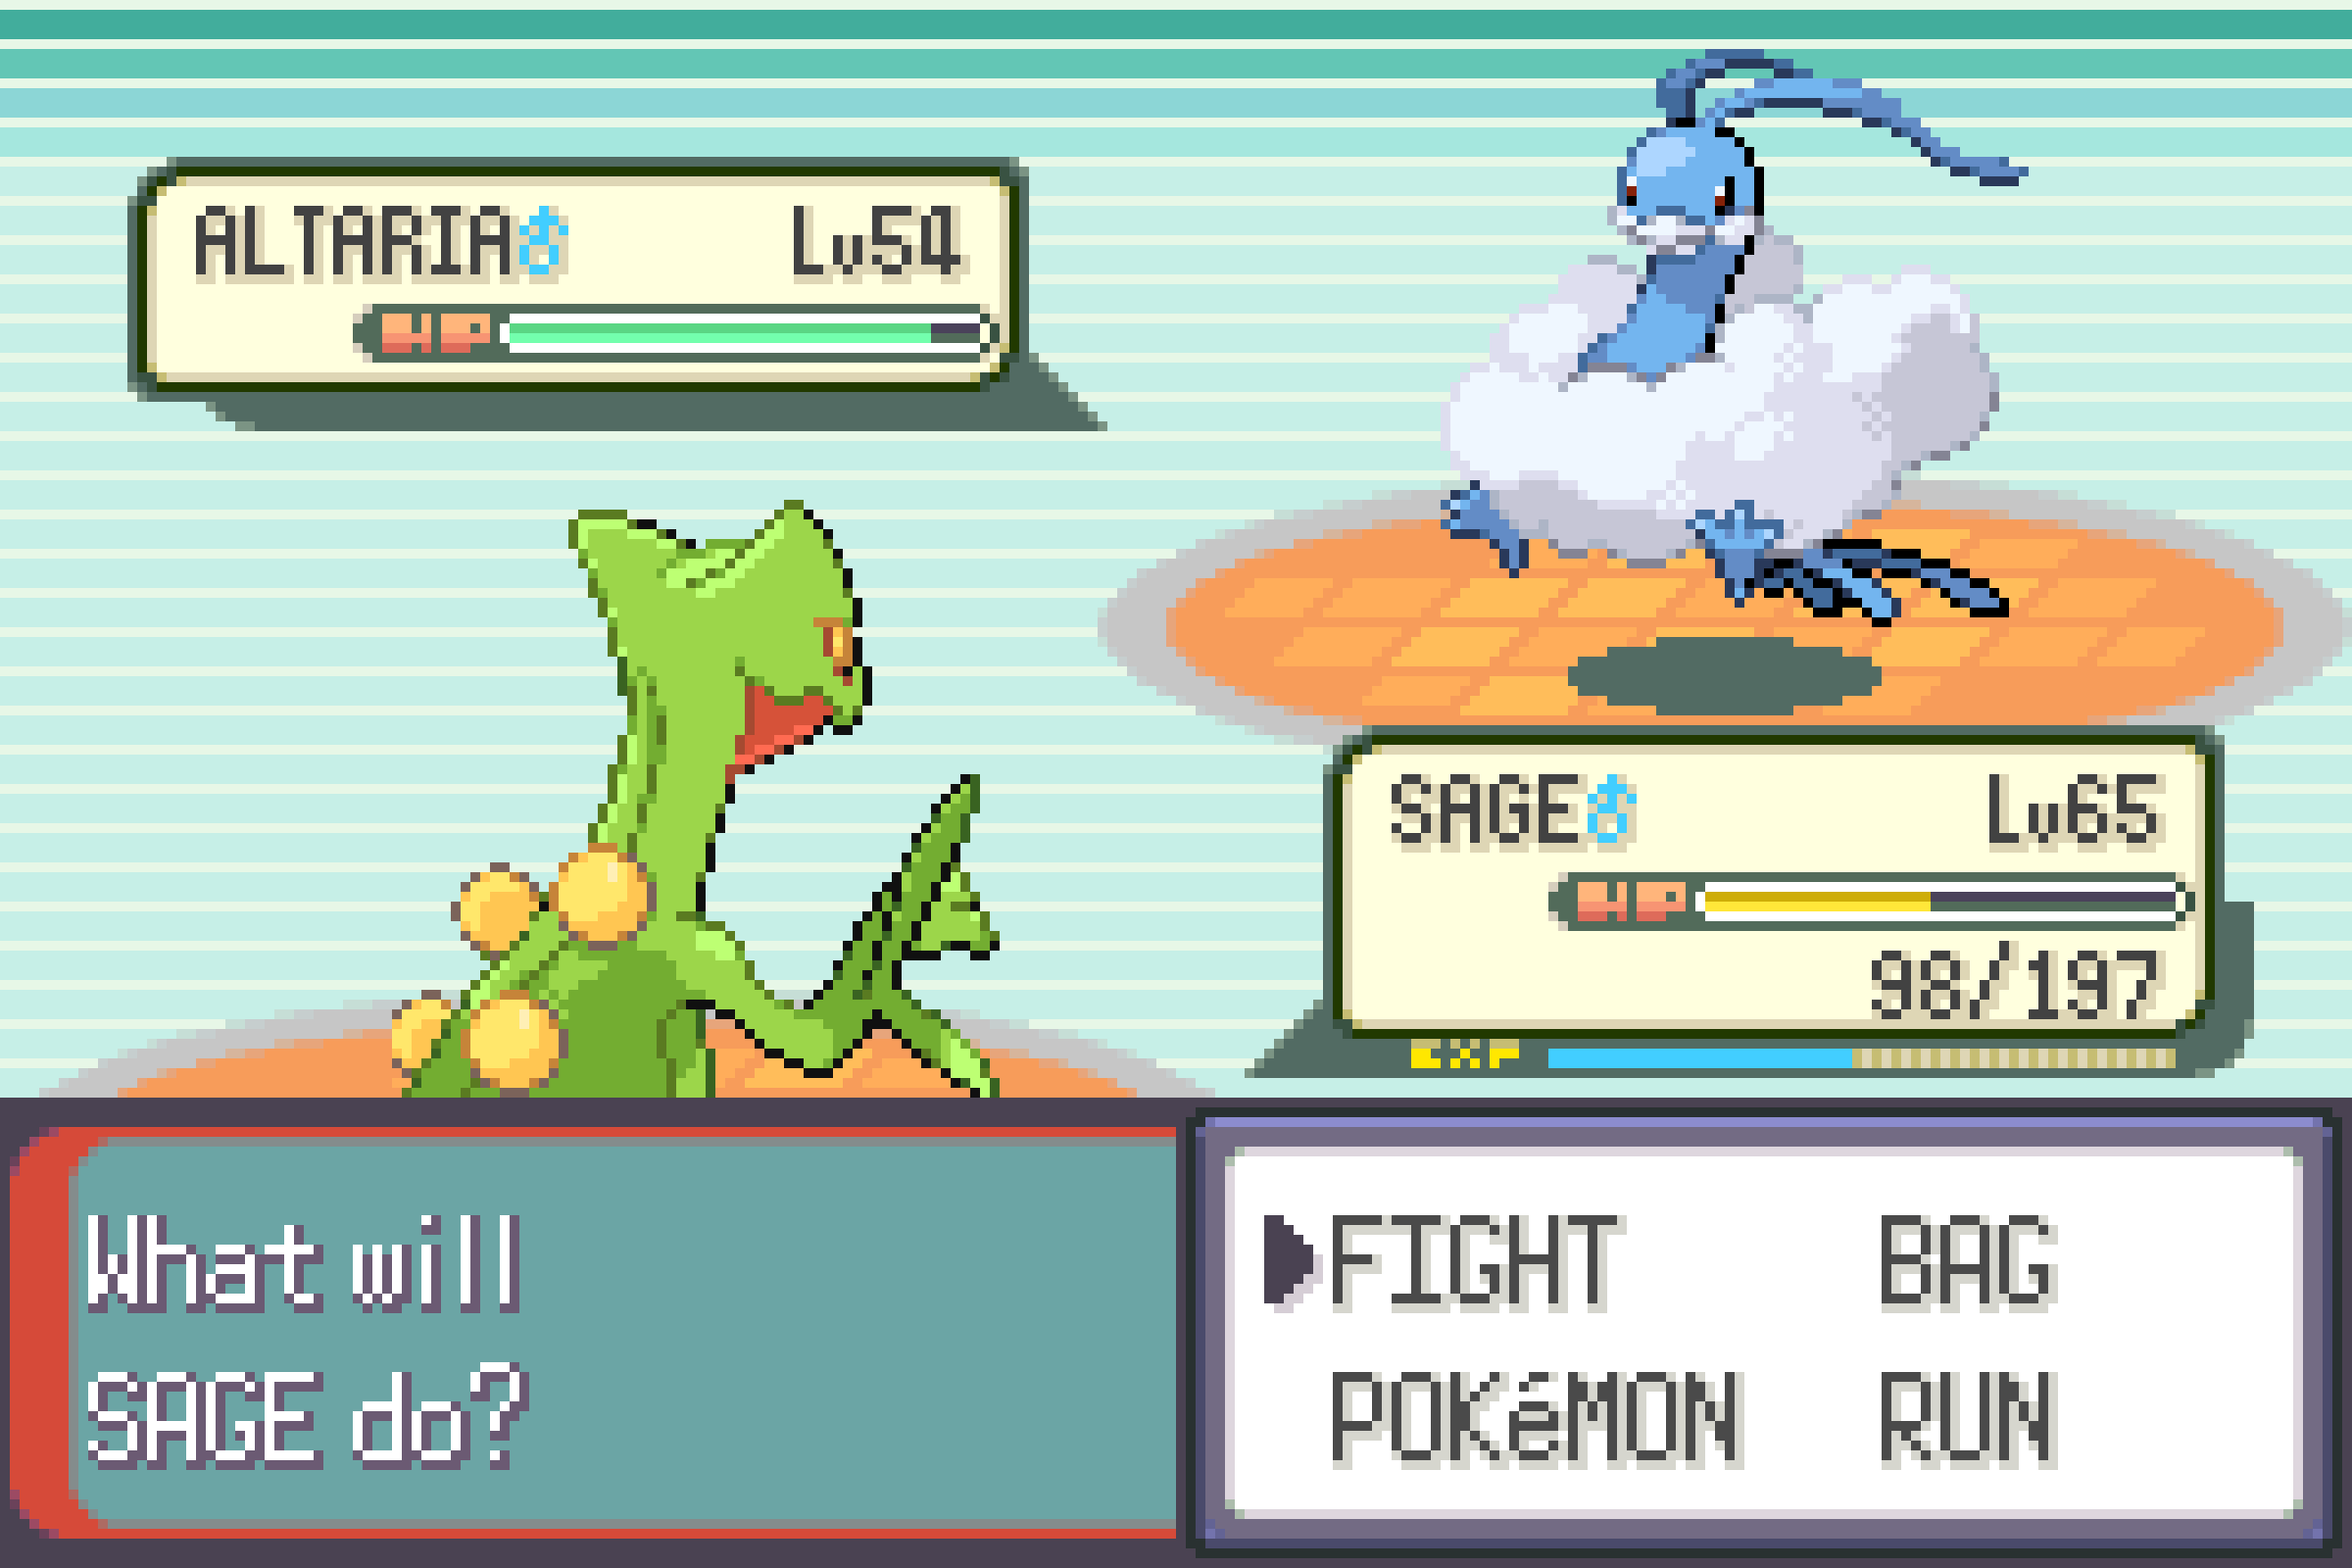 ALTARIA♂ Lv54
HP
SAGE♂ Lv65
HP
98/197
EXP
What will
SAGE do?
FIGHT BAG
POKéMON RUN